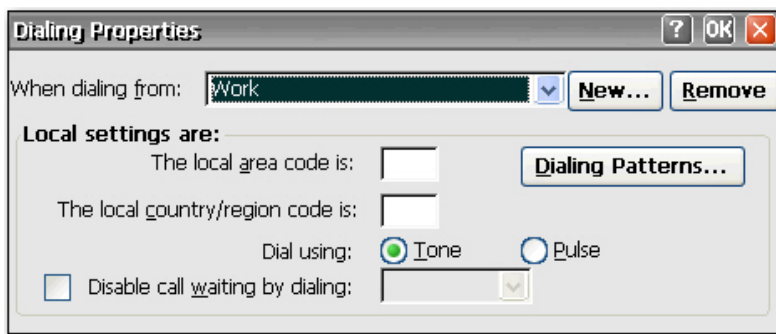 Dialing Properties ? OK
When dialing from: Work New... Remove
Local settings are:
The local area code is: Dialing Patterns...
The local country/region code is:
Dial using: Tone Pulse
Disable call waiting by dialing: